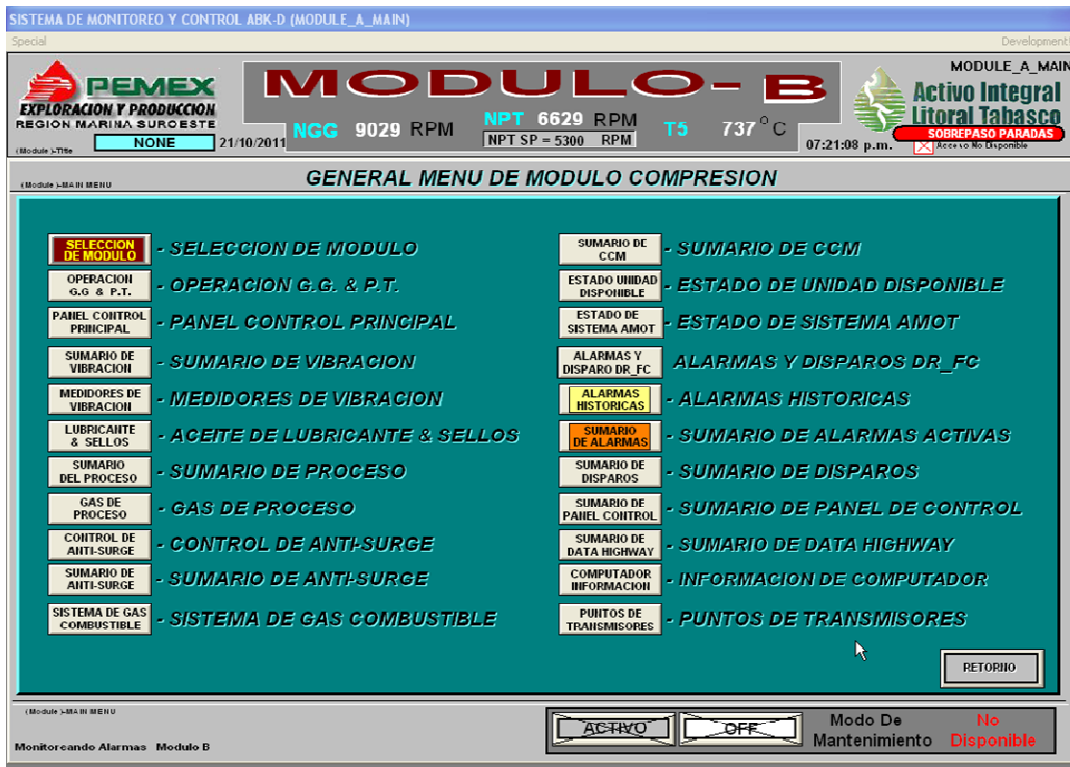 SISTEMA DE MONITOREO Y CONTROL ABK-D (MODULE_A_MAIN)
Special Development
PEMEX
EXPLORACION Y PRODUCCION
REGION MARINA SUROESTE
(Module)-Title
NONE
21/10/2011
MODULO-B
NGG 9029 RPM
NPT 6629 RPM
NPT SP = 5300 RPM
T5 737 °C
MODULE_A_MAIN
Activo Integral
Litoral Tabasco
SOBREPASO PARADAS
07:21:08 p.m.
Acceso No Disponible
(Module)-MAIN MENU
GENERAL MENU DE MODULO COMPRESION
SELECCION DE MODULO - SELECCION DE MODULO
OPERACION G.G & P.T. - OPERACION G.G. & P.T.
PANEL CONTROL PRINCIPAL - PANEL CONTROL PRINCIPAL
SUMARIO DE VIBRACION - SUMARIO DE VIBRACION
MEDIDORES DE VIBRACION - MEDIDORES DE VIBRACION
LUBRICANTE & SELLOS - ACEITE DE LUBRICANTE & SELLOS
SUMARIO DEL PROCESO - SUMARIO DE PROCESO
GAS DE PROCESO - GAS DE PROCESO
CONTROL DE ANTI-SURGE - CONTROL DE ANTI-SURGE
SUMARIO DE ANTI-SURGE - SUMARIO DE ANTI-SURGE
SISTEMA DE GAS COMBUSTIBLE - SISTEMA DE GAS COMBUSTIBLE
SUMARIO DE CCM - SUMARIO DE CCM
ESTADO UNIDAD DISPONIBLE - ESTADO DE UNIDAD DISPONIBLE
ESTADO DE SISTEMA AMOT - ESTADO DE SISTEMA AMOT
ALARMAS Y DISPARO DR_FC ALARMAS Y DISPAROS DR_FC
ALARMAS HISTORICAS - ALARMAS HISTORICAS
SUMARIO DE ALARMAS - SUMARIO DE ALARMAS ACTIVAS
SUMARIO DE DISPAROS - SUMARIO DE DISPAROS
SUMARIO DE PANEL CONTROL - SUMARIO DE PANEL DE CONTROL
SUMARIO DE DATA HIGHWAY - SUMARIO DE DATA HIGHWAY
COMPUTADOR INFORMACION - INFORMACION DE COMPUTADOR
PUNTOS DE TRANSMISORES - PUNTOS DE TRANSMISORES
RETORNO
(Module)-MAIN MENU
Monitoreando Alarmas Modulo B
ACTIVO
OFF
Modo De Mantenimiento
No Disponible